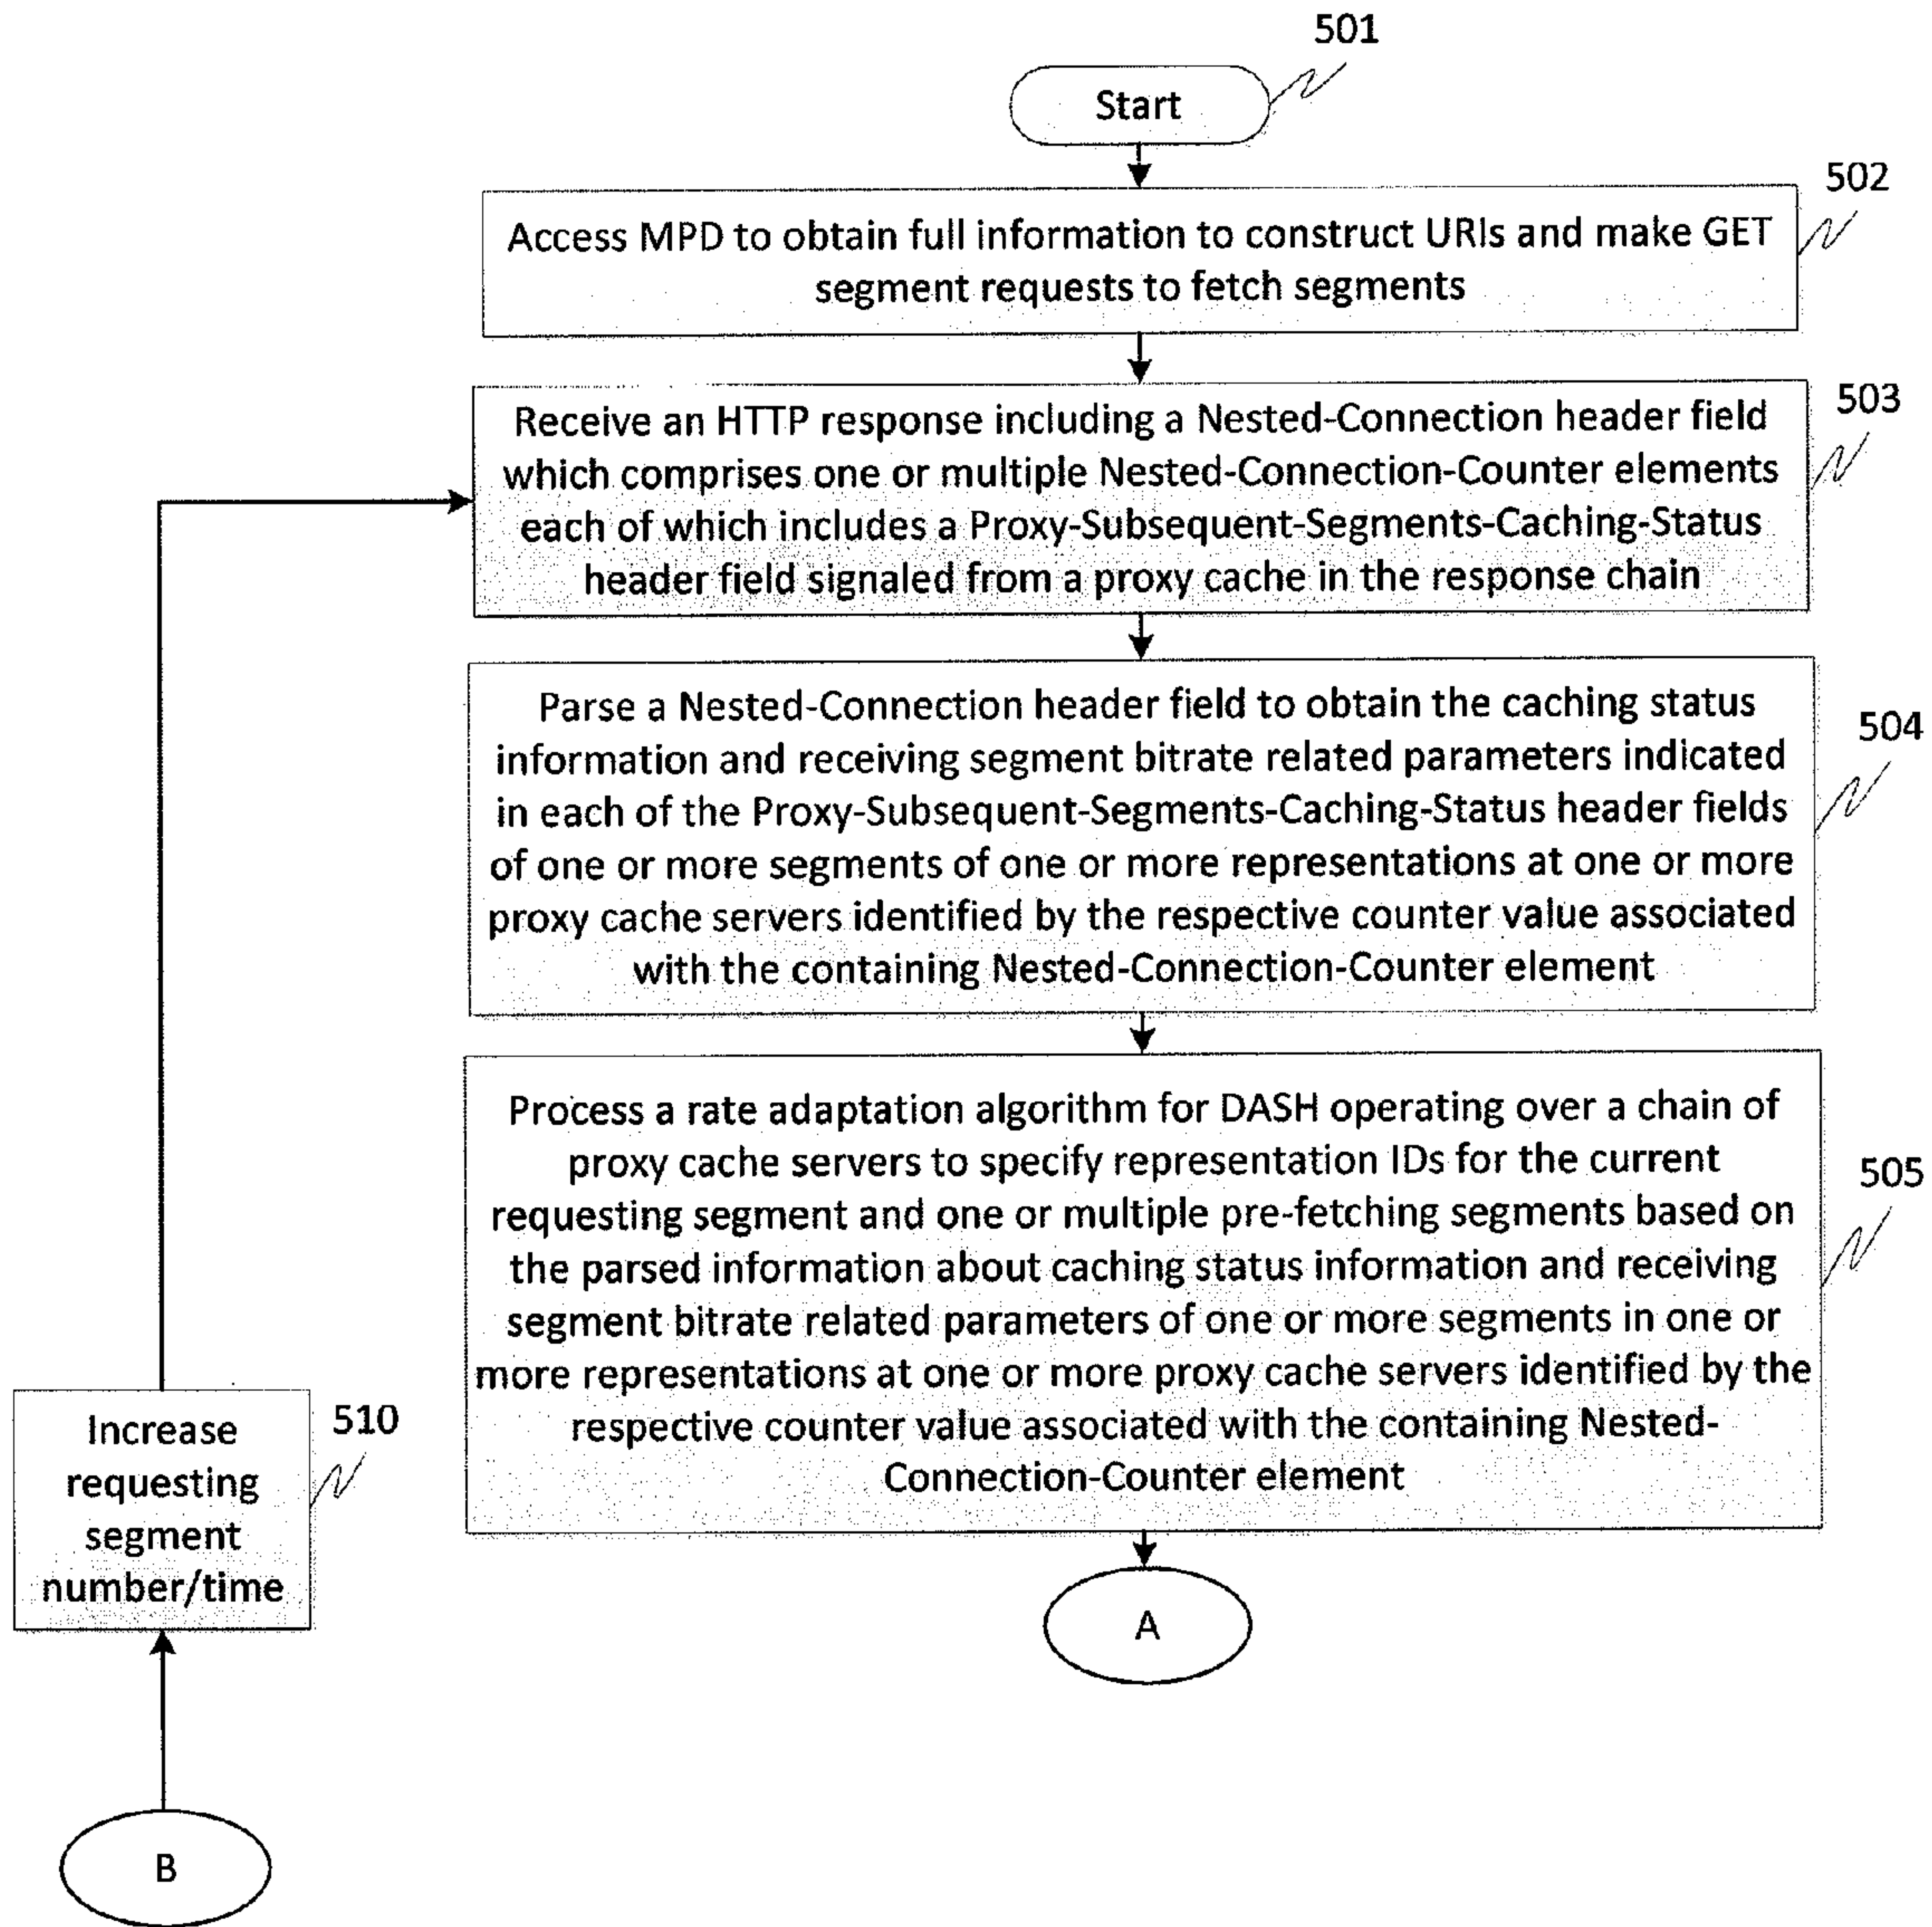 501
Start
502
Access MPD to obtain full information to construct URIs and make GET
segment requests to fetch segments
503
Receive an HTTP response including a Nested-Connection header field
which comprises one or multiple Nested-Connection-Counter elements
each of which includes a Proxy-Subsequent-Segments-Caching-Status
header field signaled from a proxy cache in the response chain
504
Parse a Nested-Connection header field to obtain the caching status
information and receiving segment bitrate related parameters indicated
in each of the Proxy-Subsequent-Segments-Caching-Status header fields
of one or more segments of one or more representations at one or more
proxy cache servers identified by the respective counter value associated
with the containing Nested-Connection-Counter element
505
Process a rate adaptation algorithm for DASH operating over a chain of
proxy cache servers to specify representation IDs for the current
requesting segment and one or multiple pre-fetching segments based on
the parsed information about caching status information and receiving
segment bitrate related parameters of one or more segments in one or
more representations at one or more proxy cache servers identified by the
respective counter value associated with the containing Nested-
Connection-Counter element
510
Increase
requesting
segment
number/time
A
B